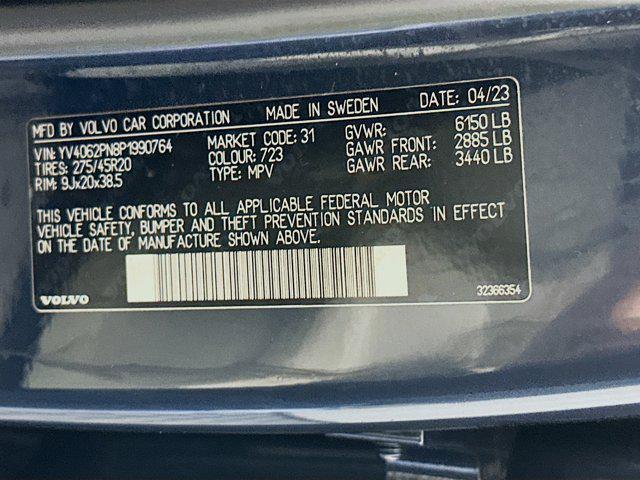 MFD BY VOLVO CAR CORPORATION MADE IN SWEDEN DATE: 04/23
VIN: YV4062PN8P1990764 MARKET CODE: 31 GVWR: 6150 LB
TIRES: 275/45R20 COLOUR: 723 GAWR FRONT: 2885 LB
RIM: 9Jx20x38.5 TYPE: MPV GAWR REAR: 3440 LB
THIS VEHICLE CONFORMS TO ALL APPLICABLE FEDERAL MOTOR
VEHICLE SAFETY, BUMPER AND THEFT PREVENTION STANDARDS IN EFFECT
ON THE DATE OF MANUFACTURE SHOWN ABOVE.
VOLVO 32366354